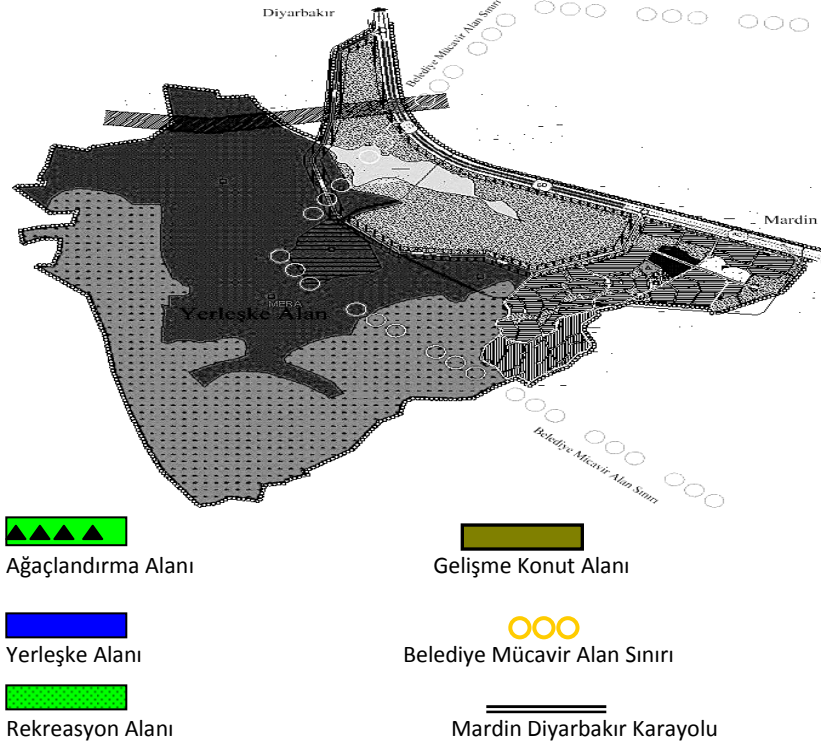 Diyarbakır
Belediye Mücavir Alan Sınırı
Mardin
MERA
Yerleşke Alan
Belediye Mücavir Alan Sınırı
Ağaçlandırma Alanı
Gelişme Konut Alanı
Yerleşke Alanı
Belediye Mücavir Alan Sınırı
Rekreasyon Alanı
Mardin Diyarbakır Karayolu